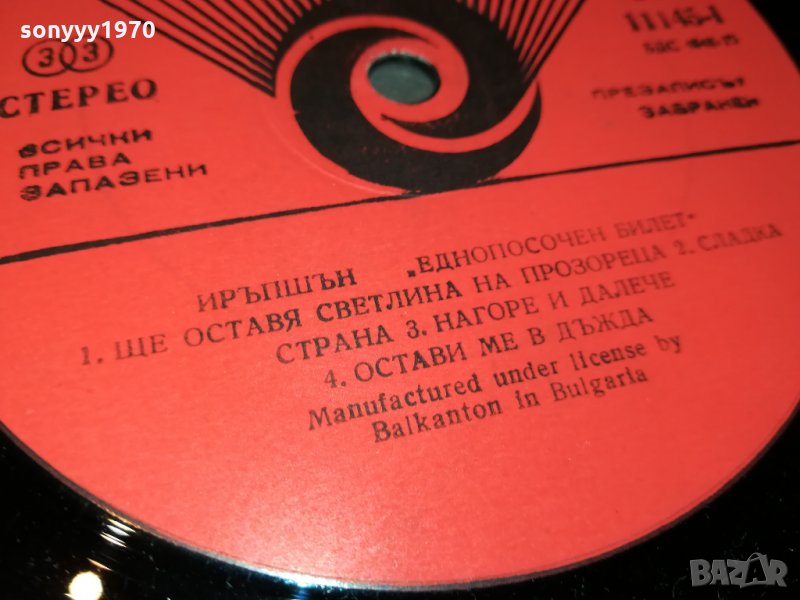 sonyyy1970
33
СТЕРЕО
ВСИЧКИ
ПРАВА
ЗАПАЗЕНИ
11145-I
ПРЕЗАПИСЪТ
ЗАБРАНЕН
ИРЪПШЪН „ЕДНОПОСОЧЕН БИЛЕТ"
1. ЩЕ ОСТАВЯ СВЕТЛИНА НА ПРОЗОРЕЦА 2. СЛАДКА
СТРАНА 3. НАГОРЕ И ДАЛЕЧЕ
4. ОСТАВИ МЕ В ДЪЖДА
Manufactured under license by
Balkanton in Bulgaria
BAZAR